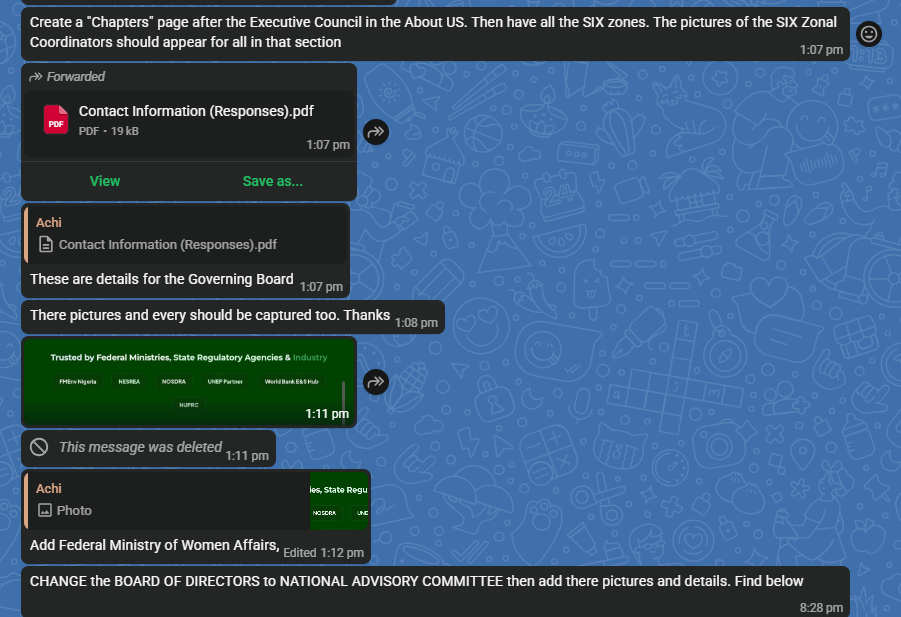 Create a "Chapters" page after the Executive Council in the About US. Then have all the SIX zones. The pictures of the SIX Zonal
Coordinators should appear for all in that section
1:07 pm
Forwarded
Contact Information (Responses).pdf
PDF
PDF • 19 kB
1:07 pm
View
Save as...
Achi
Contact Information (Responses).pdf
These are details for the Governing Board
1:07 pm
There pictures and every should be captured too. Thanks
1:08 pm
Trusted by Federal Ministries, State Regulatory Agencies & Industry
FMEnv Nigeria NESREA NOSDRA UNEP Partner World Bank E&S Hub
NUPRC
1:11 pm
This message was deleted
1:11 pm
Achi
Photo
ies, State Regu
NOSDRA UNE
Add Federal Ministry of Women Affairs,
Edited 1:12 pm
CHANGE the BOARD OF DIRECTORS to NATIONAL ADVISORY COMMITTEE then add there pictures and details. Find below
8:28 pm